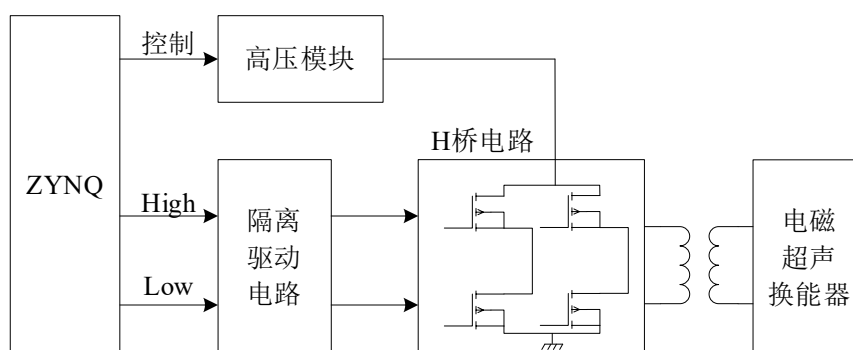 控制
高压模块
H桥电路
ZYNQ
High
Low
隔离
驱动
电路
电磁
超声
换能器